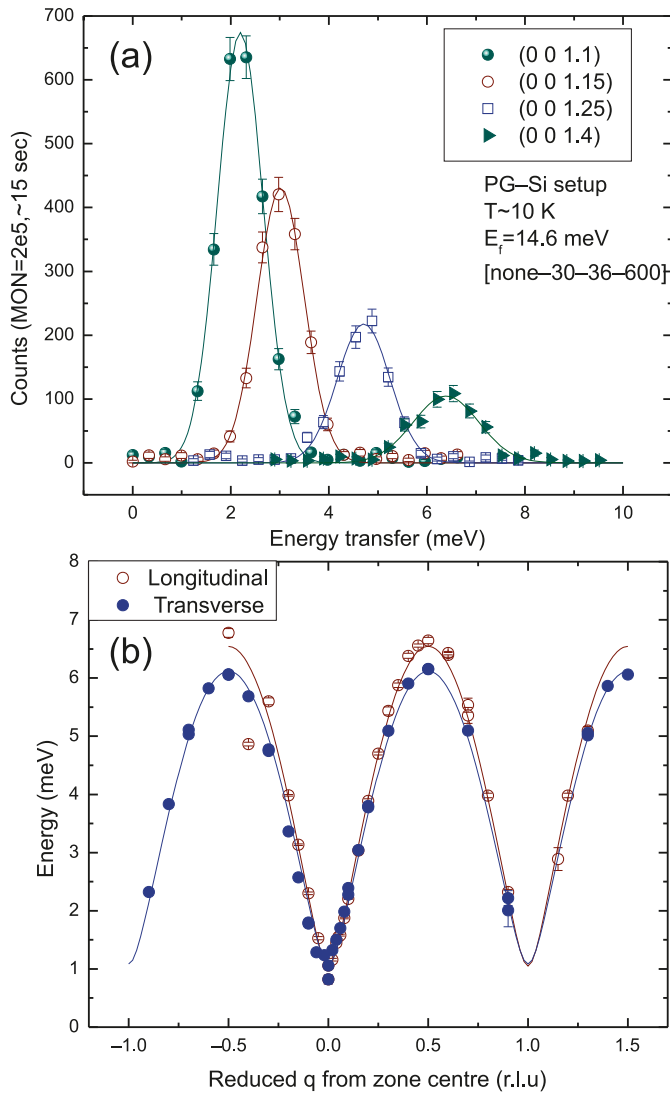 700
600
500
400
300
200
100
0
Counts (MON=2e5,~15 sec)
(a)
(0 0 1.1)
(0 0 1.15)
(0 0 1.25)
(0 0 1.4)
PG–Si setup
T~10 K
E_f=14.6 meV
[none–30–36–600]
0 2 4 6 8 10
Energy transfer (meV)
8
7
6
5
4
3
2
1
0
Energy (meV)
Longitudinal
Transverse
(b)
–1.0 –0.5 0.0 0.5 1.0 1.5
Reduced q from zone centre (r.l.u)